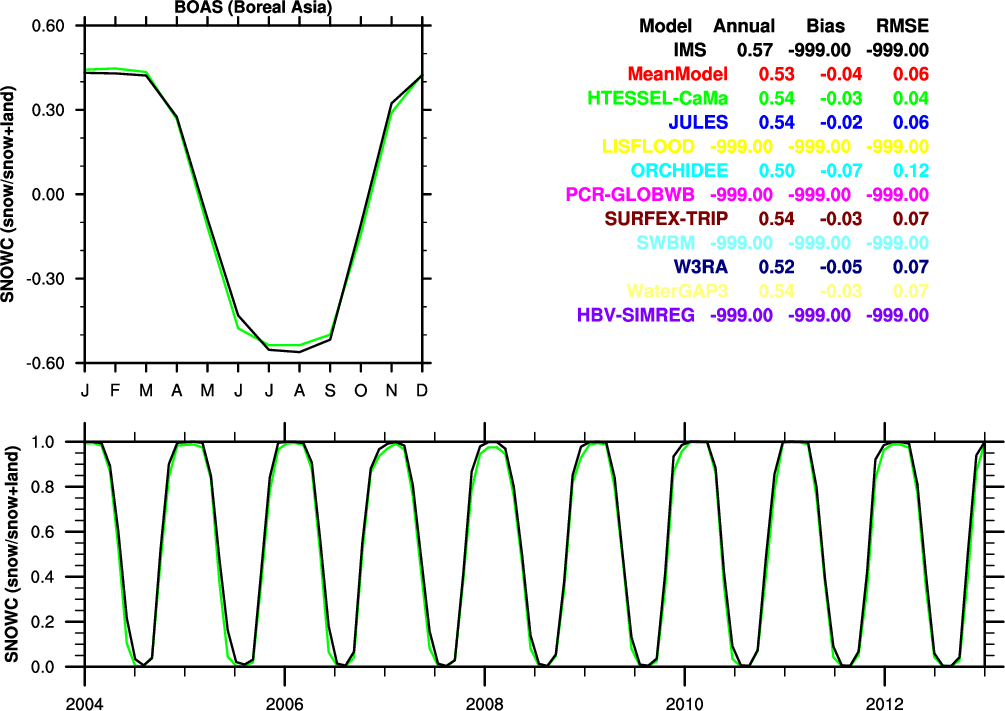 BOAS (Boreal Asia)
SNOWC (snow/snow+land)
0.60
0.30
0.00
-0.30
-0.60
J F M A M J J A S O N D
Model Annual Bias RMSE
IMS 0.57 -999.00 -999.00
MeanModel 0.53 -0.04 0.06
HTESSEL-CaMa 0.54 -0.03 0.04
JULES 0.54 -0.02 0.06
LISFLOOD -999.00 -999.00 -999.00
ORCHIDEE 0.50 -0.07 0.12
PCR-GLOBWB -999.00 -999.00 -999.00
SURFEX-TRIP 0.54 -0.03 0.07
SWBM -999.00 -999.00 -999.00
W3RA 0.52 -0.05 0.07
WaterGAP3 0.54 -0.03 0.07
HBV-SIMREG -999.00 -999.00 -999.00
SNOWC (snow/snow+land)
1.0
0.8
0.6
0.4
0.2
0.0
2004 2006 2008 2010 2012